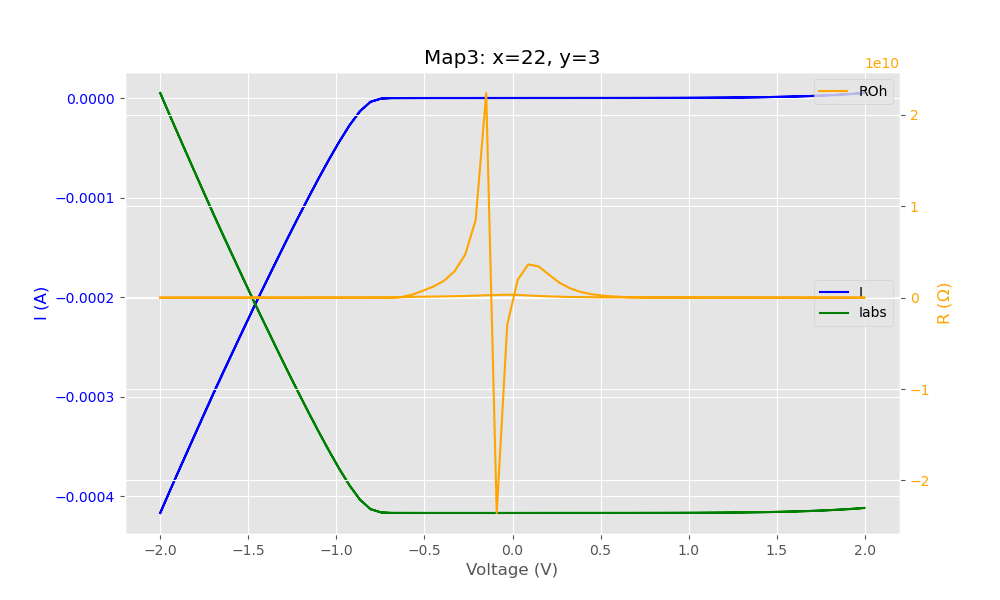 Map3: x=22, y=3
1e10
0.0000
−0.0001
−0.0002
−0.0003
−0.0004
I (A)
ROh
I
Iabs
2
1
0
−1
−2
R (Ω)
−2.0
−1.5
−1.0
−0.5
0.0
0.5
1.0
1.5
2.0
Voltage (V)